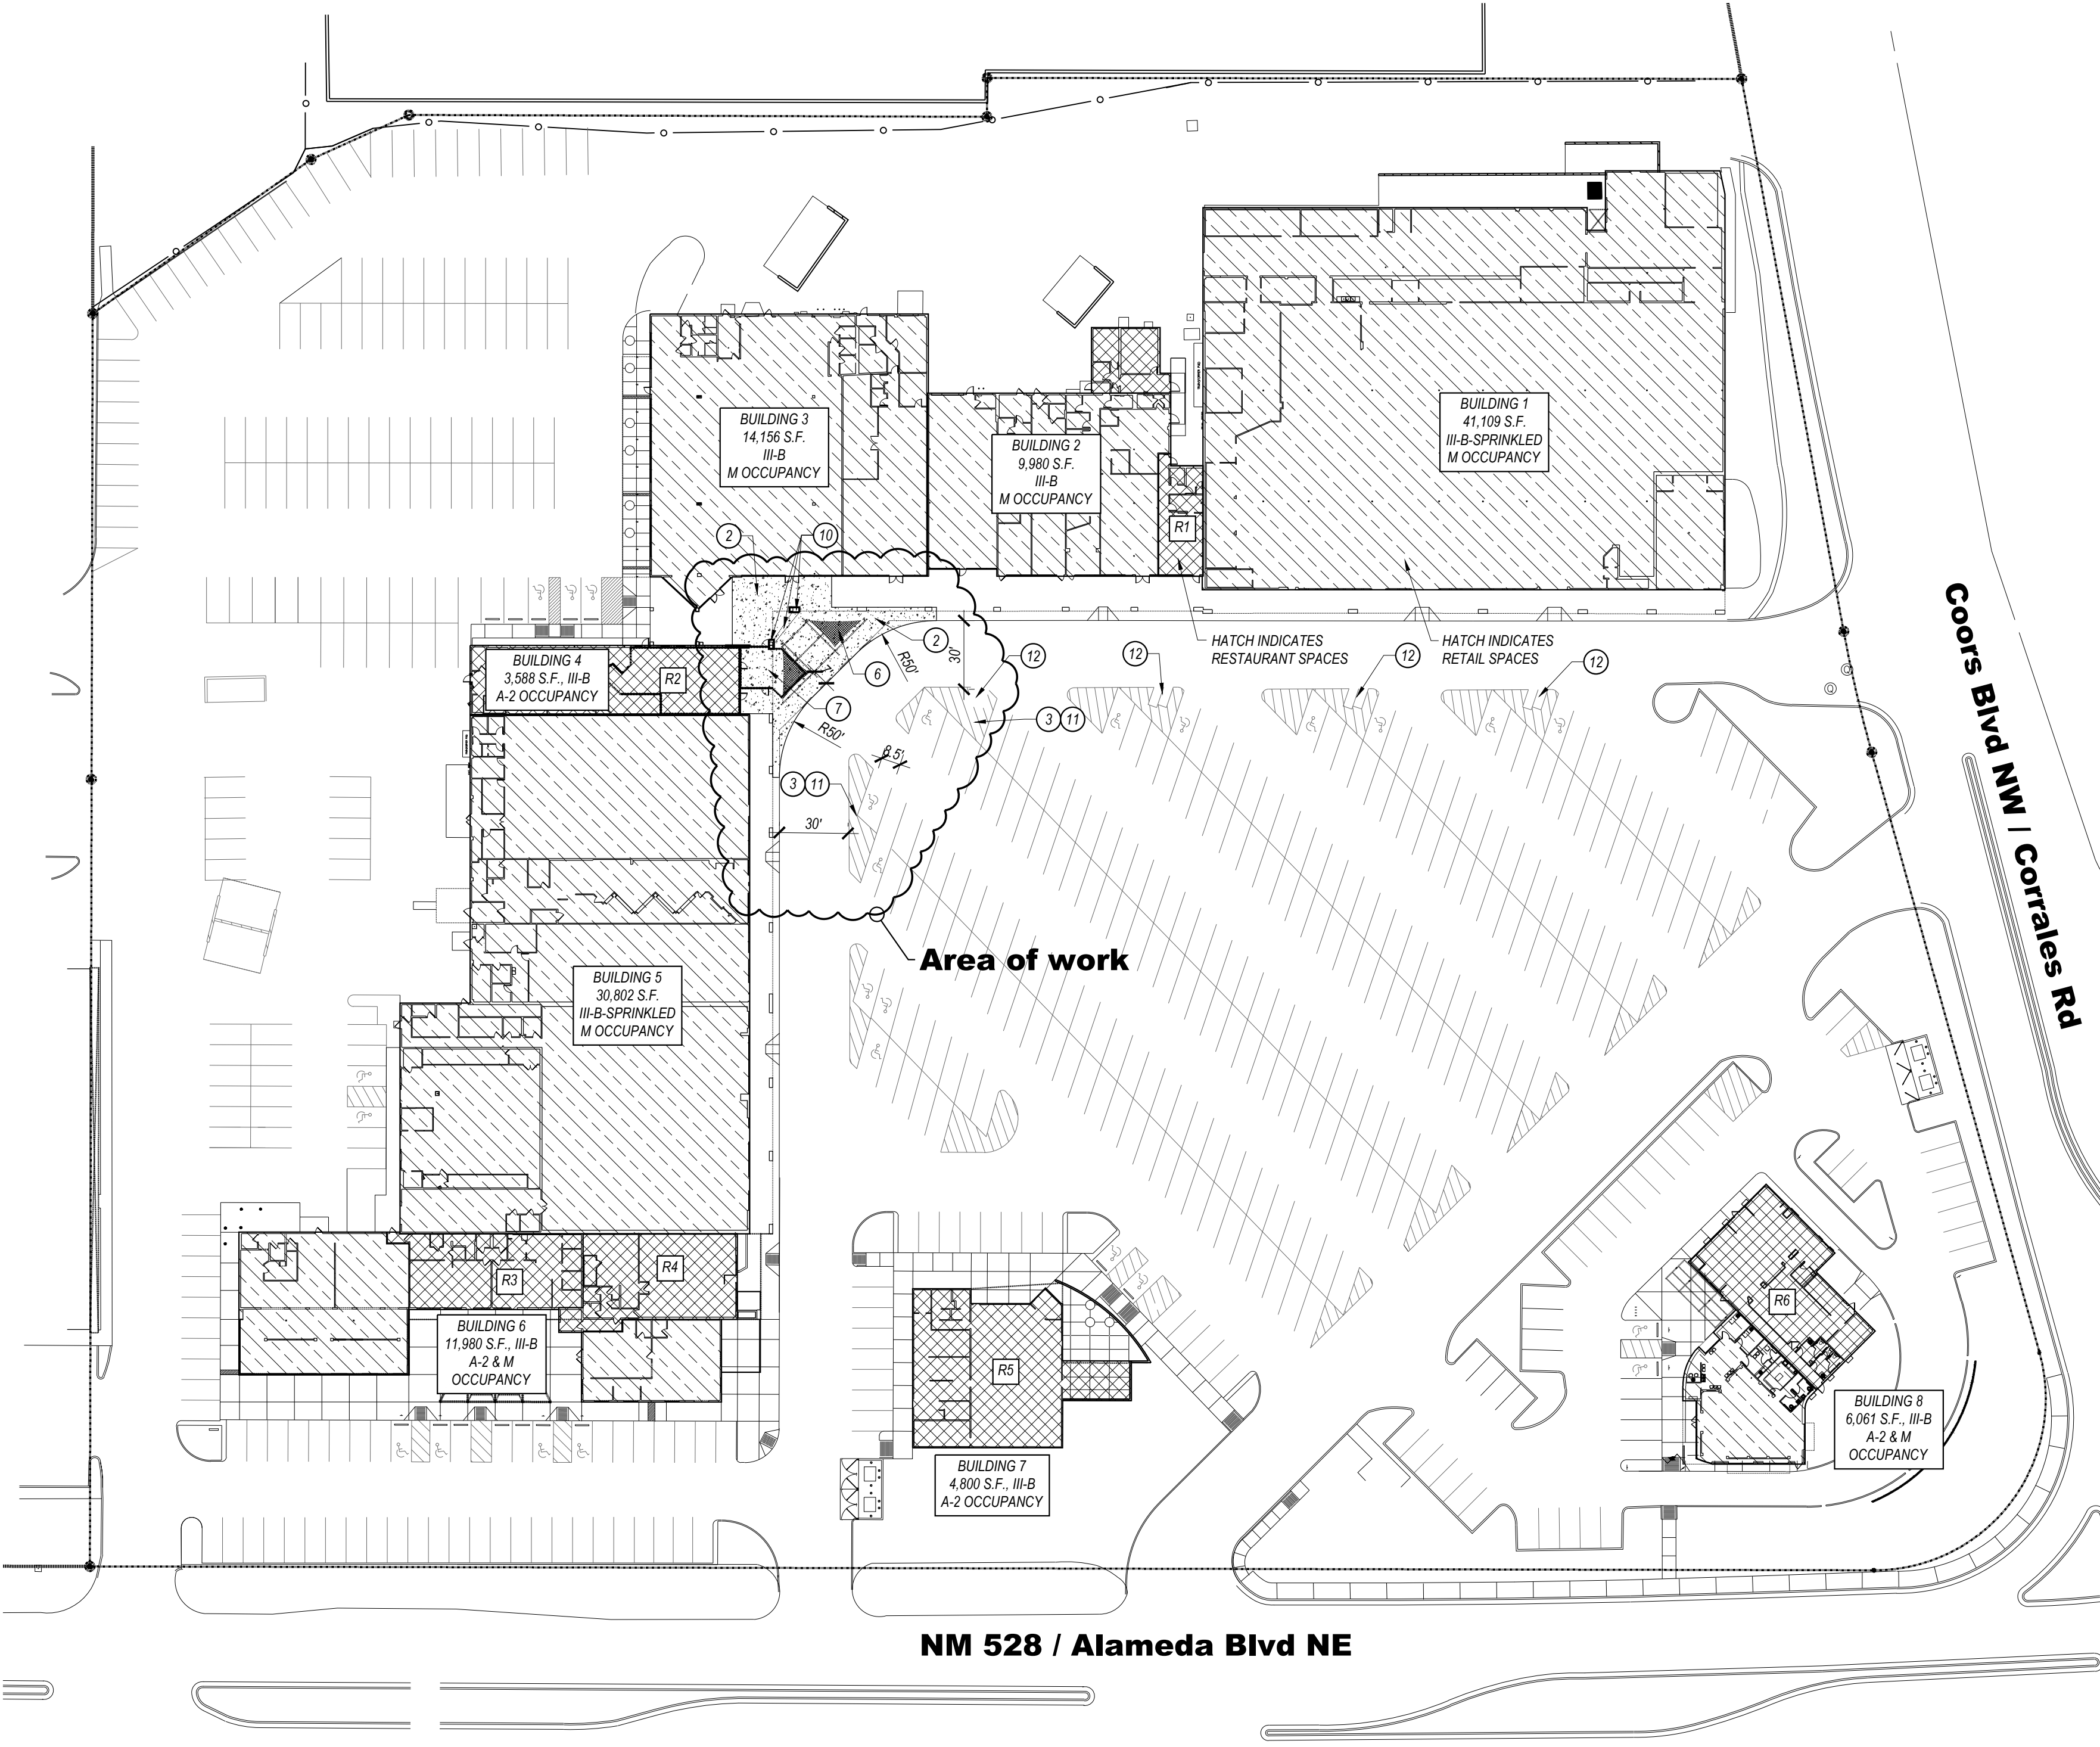 BUILDING 3
14,156 S.F.
III-B
M OCCUPANCY
BUILDING 2
9,980 S.F.
III-B
M OCCUPANCY
BUILDING 1
41,109 S.F.
III-B-SPRINKLED
M OCCUPANCY
R1
2
10
HATCH INDICATES
RESTAURANT SPACES
HATCH INDICATES
RETAIL SPACES
BUILDING 4
3,588 S.F., III-B
A-2 OCCUPANCY
R2
2
6
7
R50'
R50'
30'
12
12
12
12
3 11
8.5'
3 11
30'
Area of work
Coors Blvd NW / Corrales Rd
BUILDING 5
30,802 S.F.
III-B-SPRINKLED
M OCCUPANCY
R3
R4
BUILDING 6
11,980 S.F., III-B
A-2 & M
OCCUPANCY
R5
BUILDING 7
4,800 S.F., III-B
A-2 OCCUPANCY
R6
BUILDING 8
6,061 S.F., III-B
A-2 & M
OCCUPANCY
NM 528 / Alameda Blvd NE